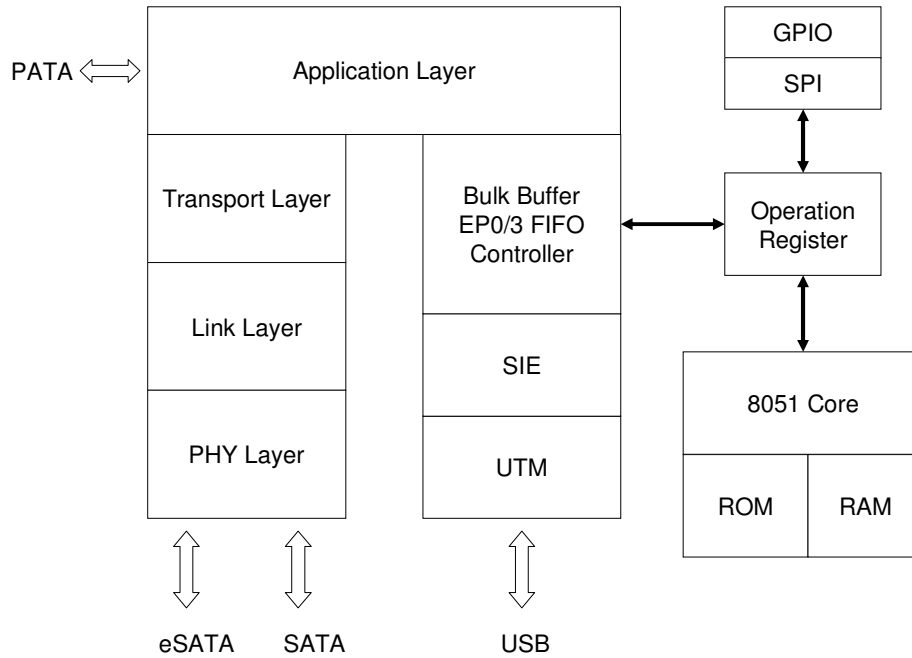 PATA
Application Layer
Transport Layer
Link Layer
PHY Layer
eSATA
SATA
Bulk Buffer
EP0/3 FIFO
Controller
SIE
UTM
USB
GPIO
SPI
Operation
Register
8051 Core
ROM
RAM